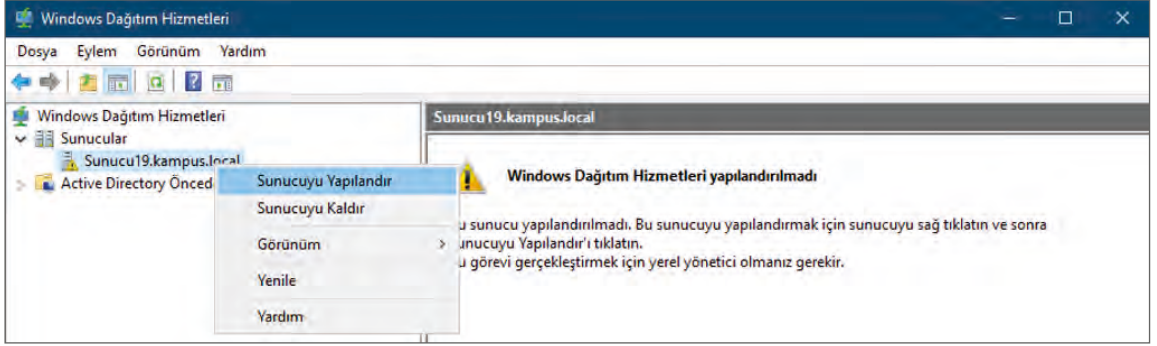 Windows Dağıtım Hizmetleri
Dosya Eylem Görünüm Yardım
Windows Dağıtım Hizmetleri
Sunucular
Sunucu19.kampus.local
Active Directory Önced
Sunucuyu Yapılandır
Sunucuyu Kaldır
Görünüm
Yenile
Yardım
Sunucu19.kampus.local
Windows Dağıtım Hizmetleri yapılandırılmadı
u sunucu yapılandırılmadı. Bu sunucuyu yapılandırmak için sunucuyu sağ tıklatın ve sonra
unucuyu Yapılandır'ı tıklatın.
u görevi gerçekleştirmek için yerel yönetici olmanız gerekir.